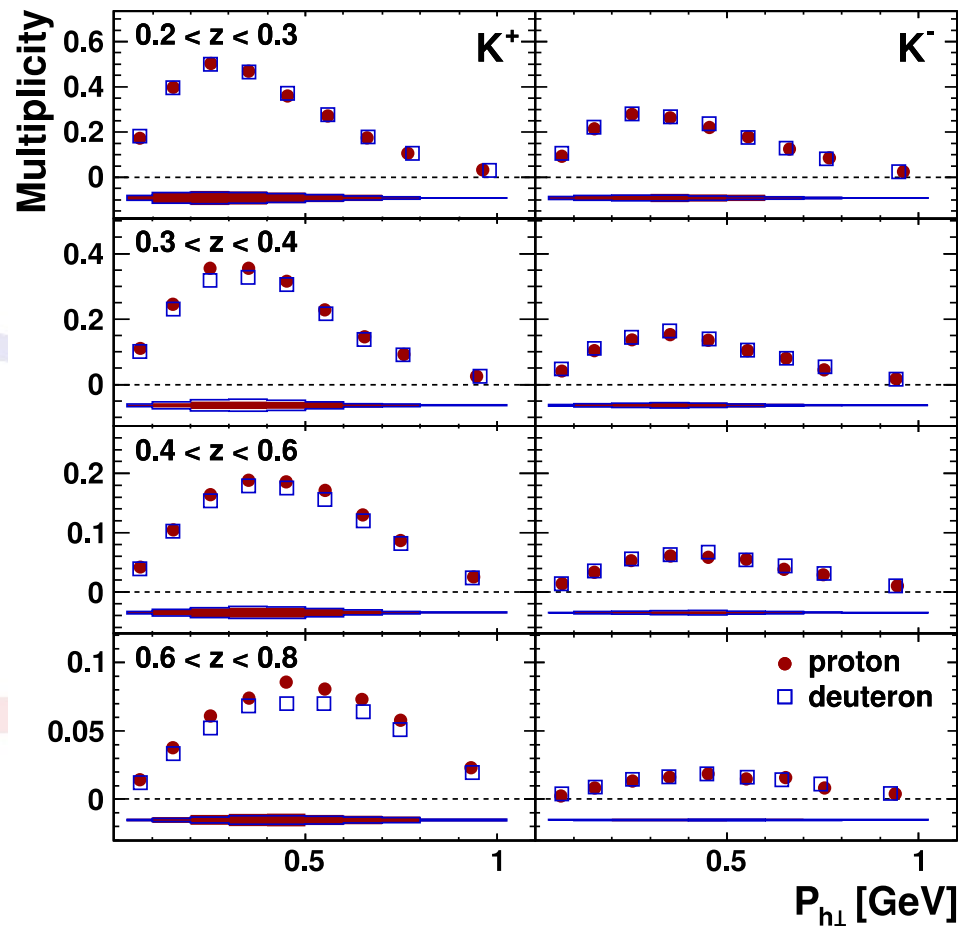 Multiplicity
0.2 < z < 0.3
K+
K-
0.6
0.4
0.2
0
0.3 < z < 0.4
0.4
0.2
0
0.4 < z < 0.6
0.2
0.1
0
0.6 < z < 0.8
proton
deuteron
0.1
0.05
0
0.5
1
0.5
1
Ph⊥ [GeV]